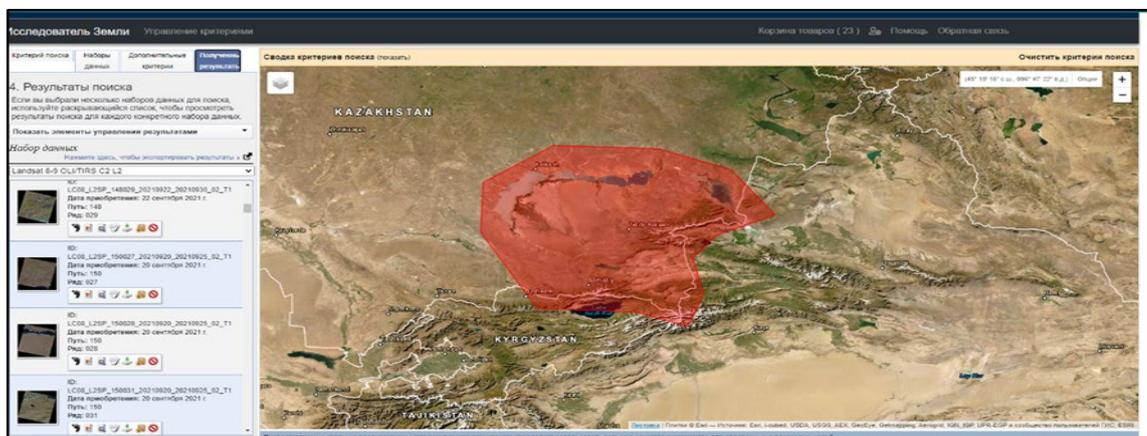 Исследователь Земли
Управление критериями
Корзина товаров ( 23 )
Помощь
Обратная связь
Критерий поиска
Наборы данных
Дополнительные критерии
результать
Сводка критериев поиска (показать)
Очистить критерии поиска
4. Результаты поиска
Если вы выбрали несколько наборов данных для поиска,
используйте раскрывающийся список, чтобы просмотреть
результаты поиска для каждого конкретного набора данных.
Показать элементы управления результатами
Набор данных
Нажмите здесь, чтобы экспортировать результаты »
Landsat 8-9 OLI/TIRS C2 L2
ID:
LC08_L2SP_148029_20210922_20210930_02_T1
Дата приобретения: 22 сентября 2021 г.
Путь: 148
Ряд: 029
ID:
LC08_L2SP_150027_20210920_20210925_02_T1
Дата приобретения: 20 сентября 2021 г.
Путь: 150
Ряд: 027
ID:
LC08_L2SP_150028_20210920_20210925_02_T1
Дата приобретения: 20 сентября 2021 г.
Путь: 150
Ряд: 028
ID:
LC08_L2SP_150031_20210920_20210925_02_T1
Дата приобретения: 20 сентября 2021 г.
Путь: 150
Ряд: 031
Опции
+
−
KAZAKHSTAN
KYRGYZSTAN
TAJIKISTAN